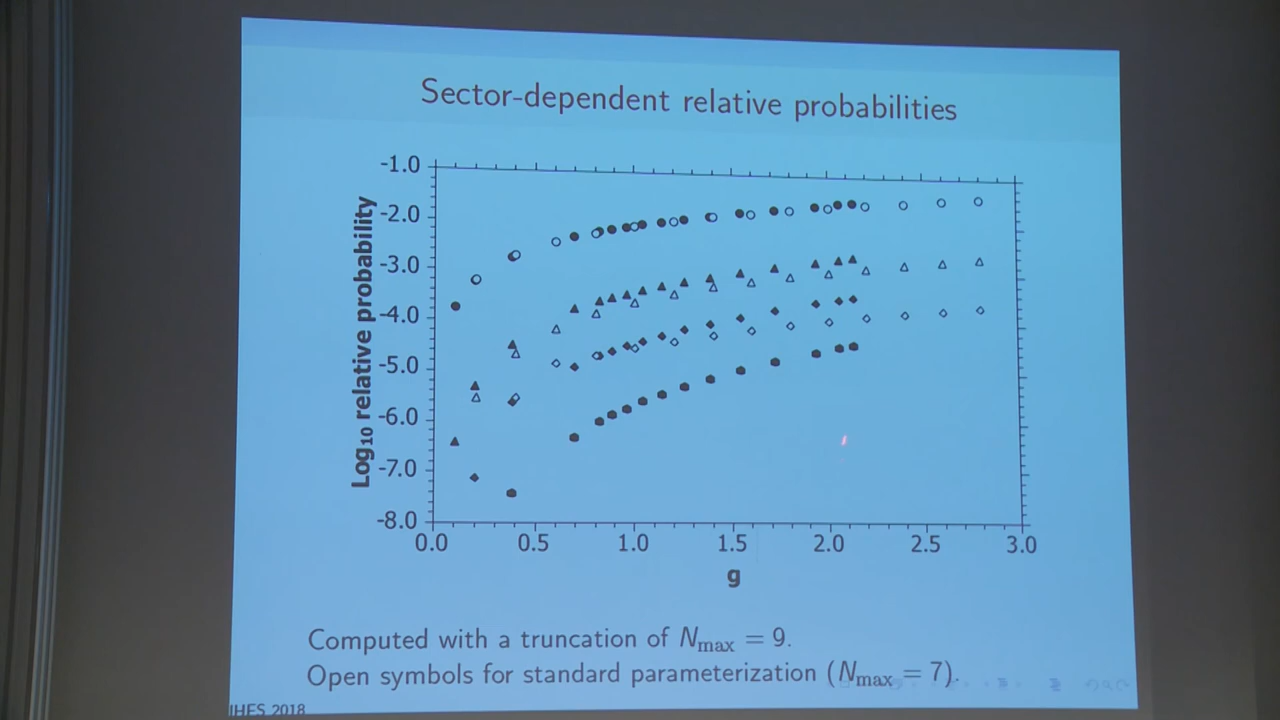 Sector-dependent relative probabilities
-1.0
-2.0
-3.0
-4.0
-5.0
-6.0
-7.0
-8.0
Log10 relative probability
0.0 0.5 1.0 1.5 2.0 2.5 3.0
g
Computed with a truncation of Nmax = 9.
Open symbols for standard parameterization (Nmax = 7).
IHES 2018